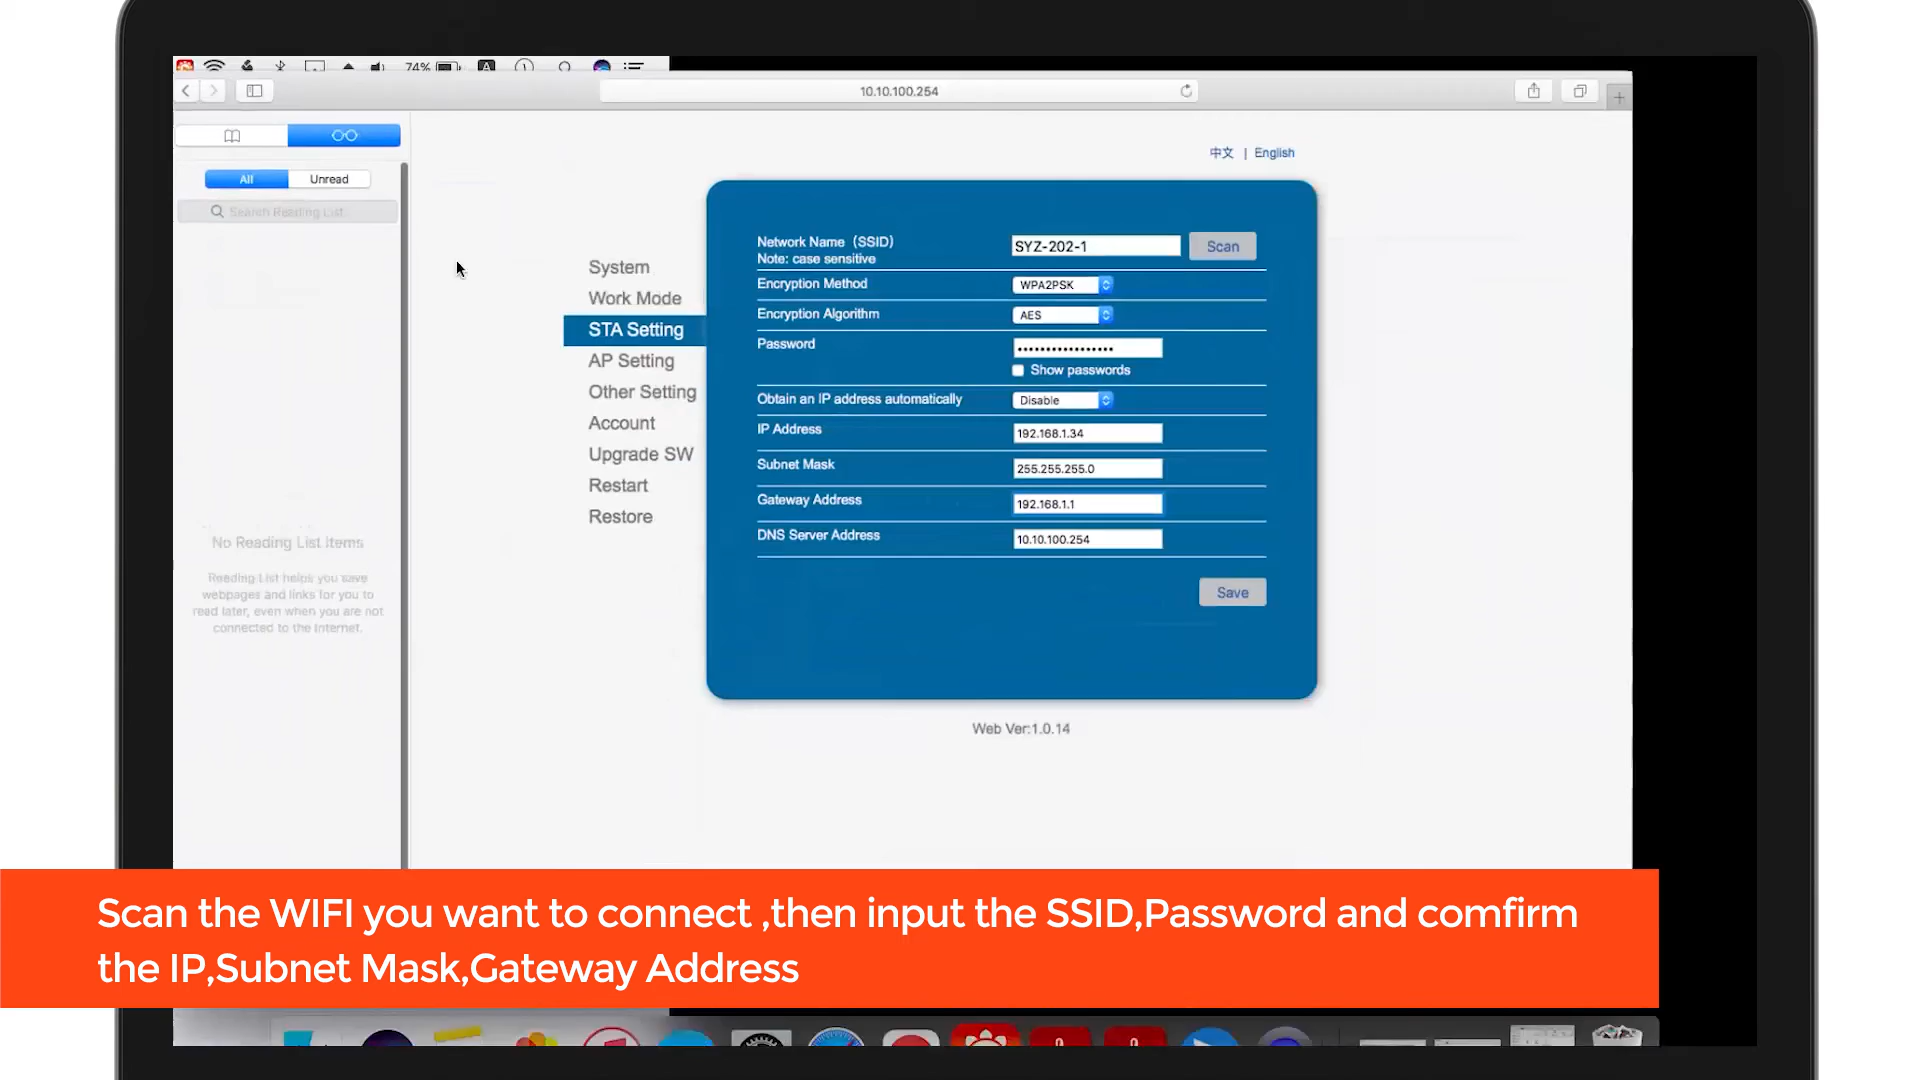 74%
10.10.100.254
中文 | English
All
Unread
Search Reading List
No Reading List Items
Reading List helps you save
webpages and links for you to
read later, even when you are not
connected to the Internet.
System
Work Mode
STA Setting
AP Setting
Other Setting
Account
Upgrade SW
Restart
Restore
Network Name（SSID） SYZ-202-1 Scan
Note: case sensitive
Encryption Method WPA2PSK
Encryption Algorithm AES
Password •••••••••••••••••
Show passwords
Obtain an IP address automatically Disable
IP Address 192.168.1.34
Subnet Mask 255.255.255.0
Gateway Address 192.168.1.1
DNS Server Address 10.10.100.254
Save
Web Ver:1.0.14
Scan the WIFI you want to connect ,then input the SSID,Password and comfirm
the IP,Subnet Mask,Gateway Address